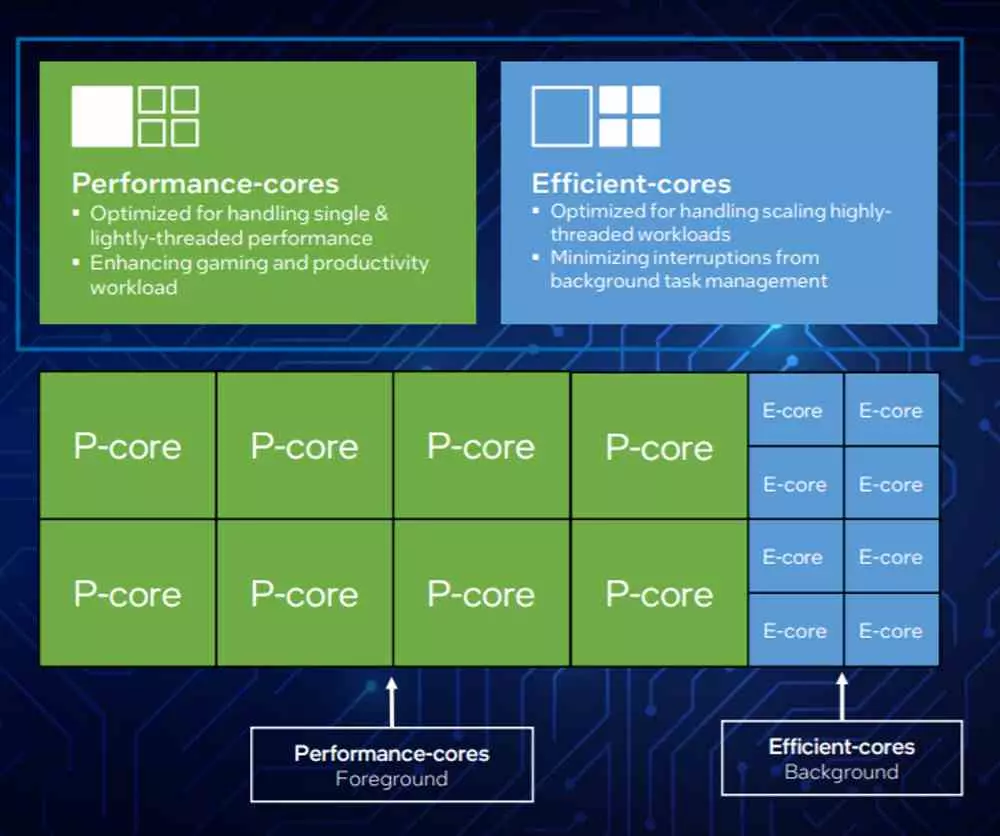 Performance-cores
▪ Optimized for handling single &
lightly-threaded performance
▪ Enhancing gaming and productivity
workload
Efficient-cores
▪ Optimized for handling scaling highly-
threaded workloads
▪ Minimizing interruptions from
background task management
P-core P-core P-core P-core
E-core E-core
E-core E-core
P-core P-core P-core P-core
E-core E-core
E-core E-core
Performance-cores
Foreground
Efficient-cores
Background